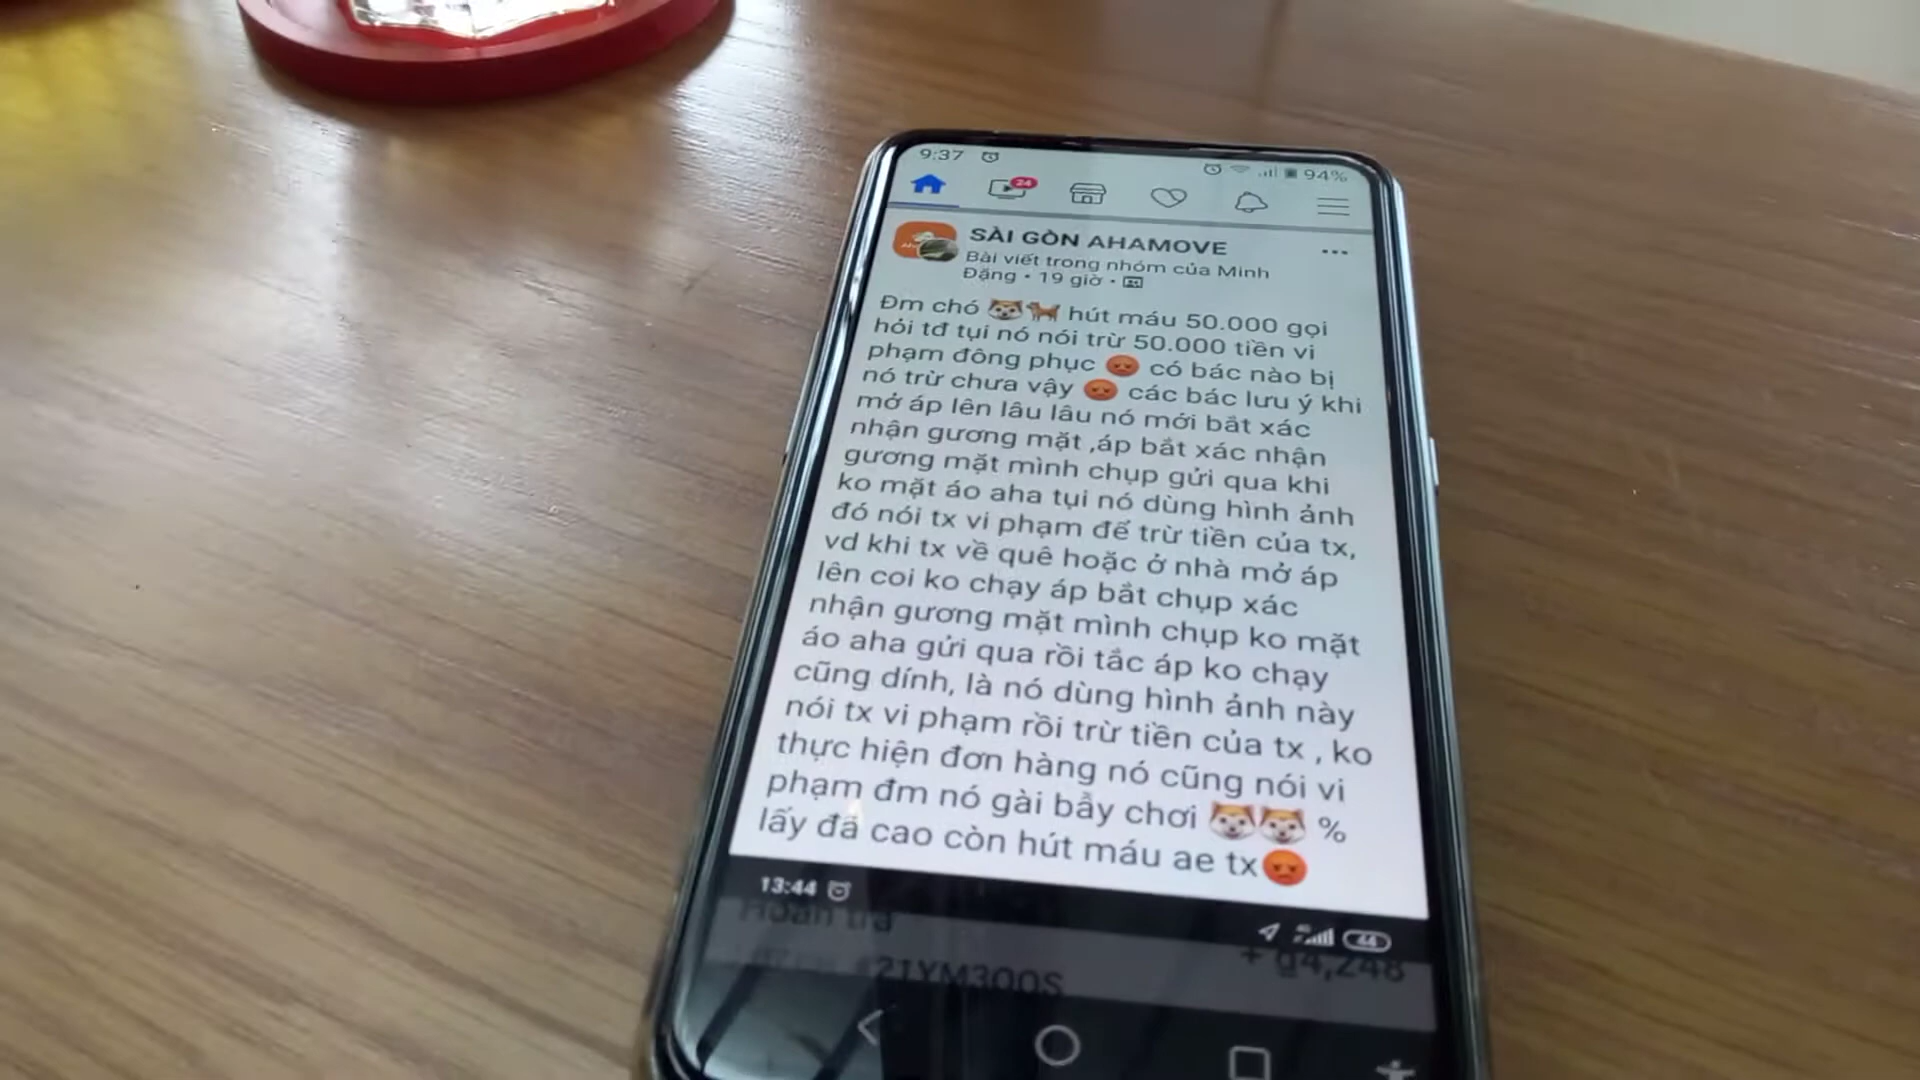 9:37
94%
24
SÀI GÒN AHAMOVE
Bài viết trong nhóm của Minh
Đặng • 19 giờ •
Đm chó 🐶🐕 hút máu 50.000 gọi
hỏi tđ tụi nó nói trừ 50.000 tiền vi
phạm đông phục 😡 có bác nào bị
nó trừ chưa vậy 😡 các bác lưu ý khi
mở áp lên lâu lâu nó mới bắt xác
nhận gương mặt ,áp bắt xác nhận
gương mặt mình chụp gửi qua khi
ko mặt áo aha tụi nó dùng hình ảnh
đó nói tx vi phạm để trừ tiền của tx,
vd khi tx về quê hoặc ở nhà mở áp
lên coi ko chạy áp bắt chụp xác
nhận gương mặt mình chụp ko mặt
áo aha gửi qua rồi tắc áp ko chạy
cũng dính, là nó dùng hình ảnh này
nói tx vi phạm rồi trừ tiền của tx , ko
thực hiện đơn hàng nó cũng nói vi
phạm đm nó gài bẫy chơi 🐶🐶 %
lấy đã cao còn hút máu ae tx😡
13:44
44
Hoàn trả
+ ₫4,248
#21YM300S